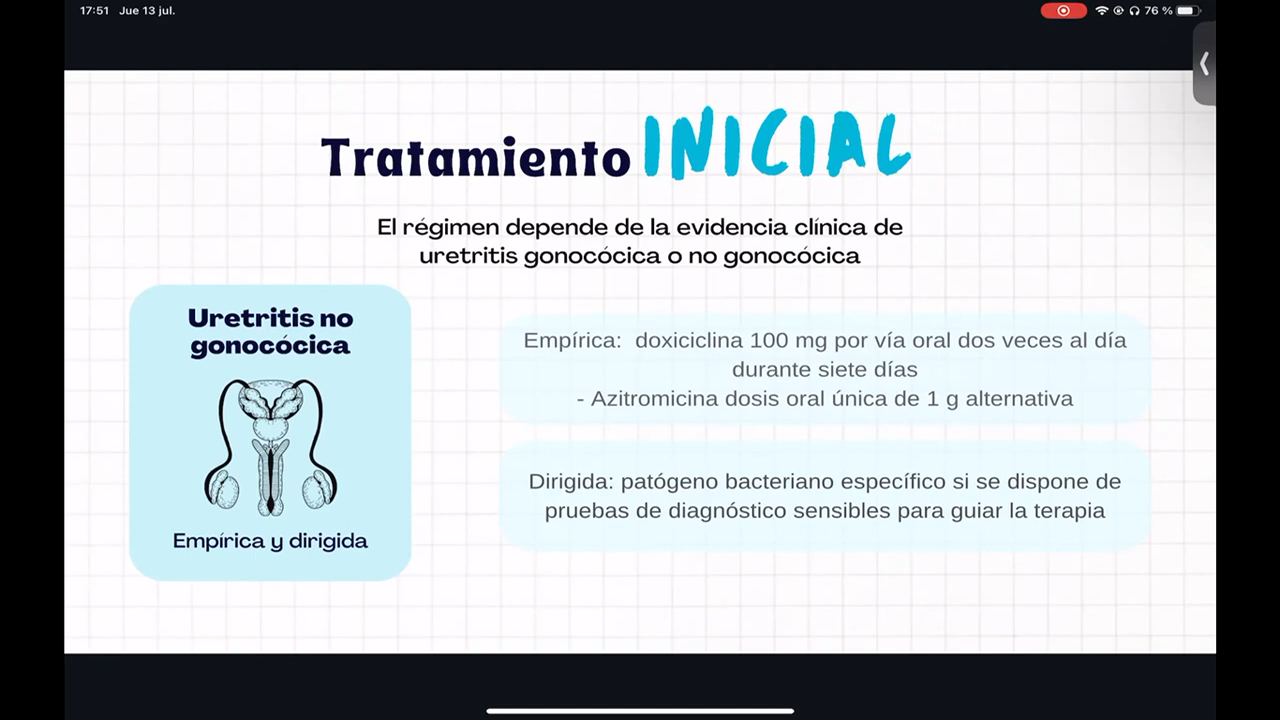 17:51 Jue 13 jul.
76 %
Tratamiento INICIAL
El régimen depende de la evidencia clínica de
uretritis gonocócica o no gonocócica
Uretritis no
gonocócica
Empírica y dirigida
Empírica: doxiciclina 100 mg por vía oral dos veces al día
durante siete días
- Azitromicina dosis oral única de 1 g alternativa
Dirigida: patógeno bacteriano específico si se dispone de
pruebas de diagnóstico sensibles para guiar la terapia